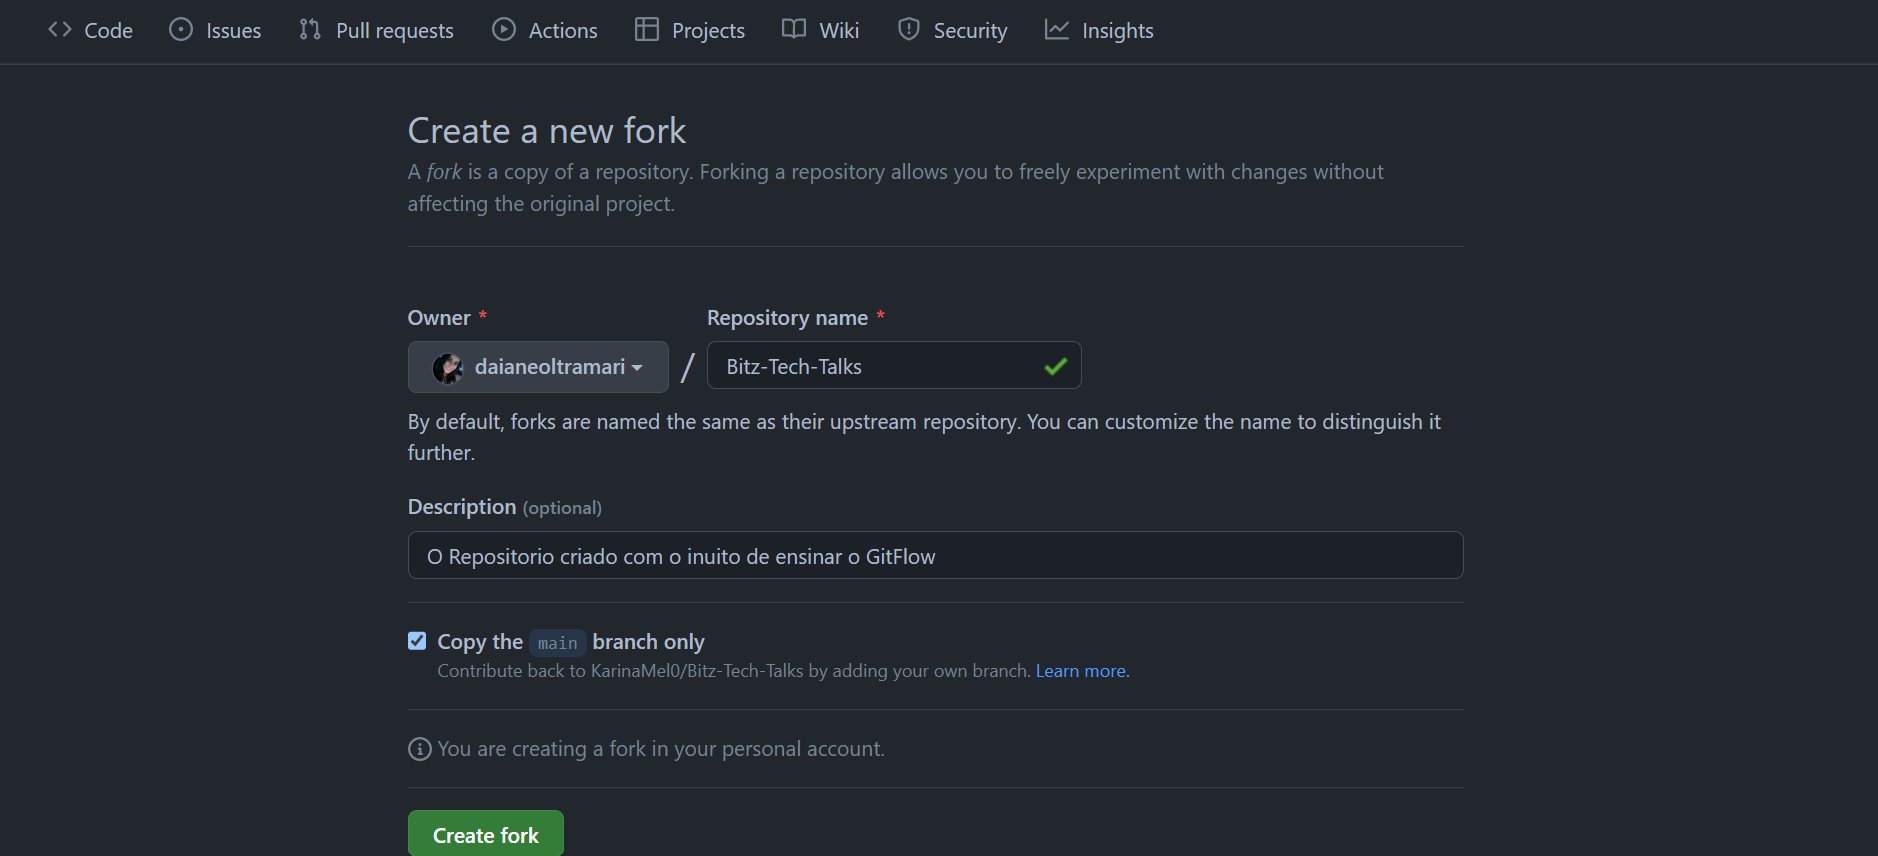 Code Issues Pull requests Actions Projects Wiki Security Insights
Create a new fork
A fork is a copy of a repository. Forking a repository allows you to freely experiment with changes without
affecting the original project.
Owner * Repository name *
daianeoltramari / Bitz-Tech-Talks
By default, forks are named the same as their upstream repository. You can customize the name to distinguish it
further.
Description (optional)
O Repositorio criado com o inuito de ensinar o GitFlow
Copy the main branch only
Contribute back to KarinaMel0/Bitz-Tech-Talks by adding your own branch. Learn more.
You are creating a fork in your personal account.
Create fork